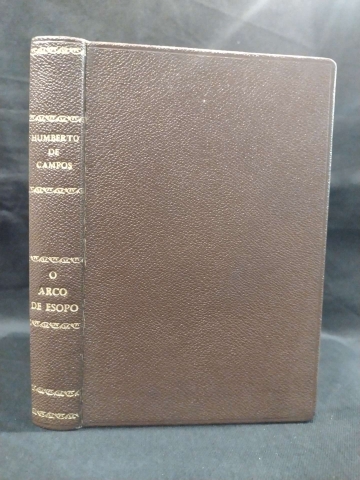 HUMBERTO
DE
CAMPOS
O
ARCO
DE ESOPO